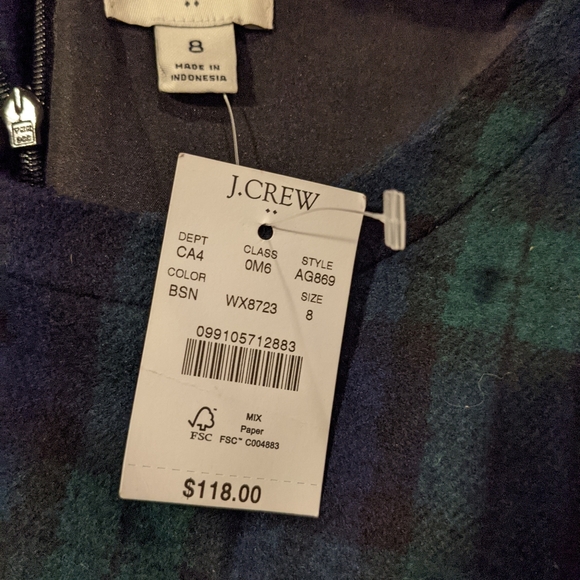 8
MADE IN
INDONESIA
J.CREW
DEPT CLASS STYLE
CA4 0M6 AG869
COLOR SIZE
BSN WX8723 8
099105712883
FSC
MIX
Paper
FSC™ C004883
$118.00